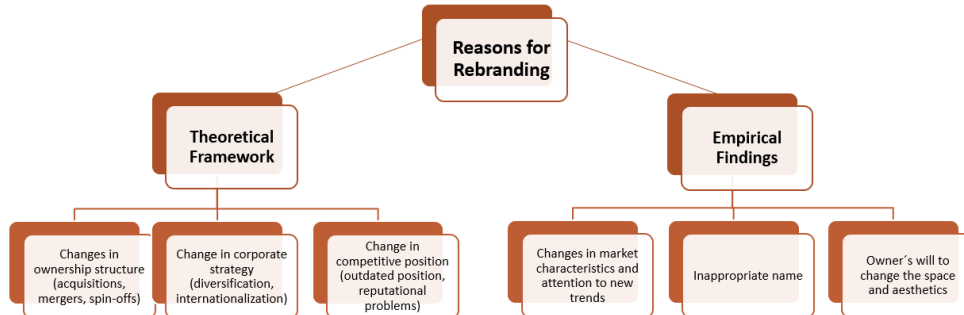 Reasons for
Rebranding
Theoretical
Framework
Empirical
Findings
Changes in
ownership structure
(acquisitions,
mergers, spin-offs)
Change in corporate
strategy
(diversification,
internationalization)
Change in
competitive position
(outdated position,
reputational
problems)
Changes in market
characteristics and
attention to new
trends
Inappropriate name
Owner´s will to
change the space
and aesthetics